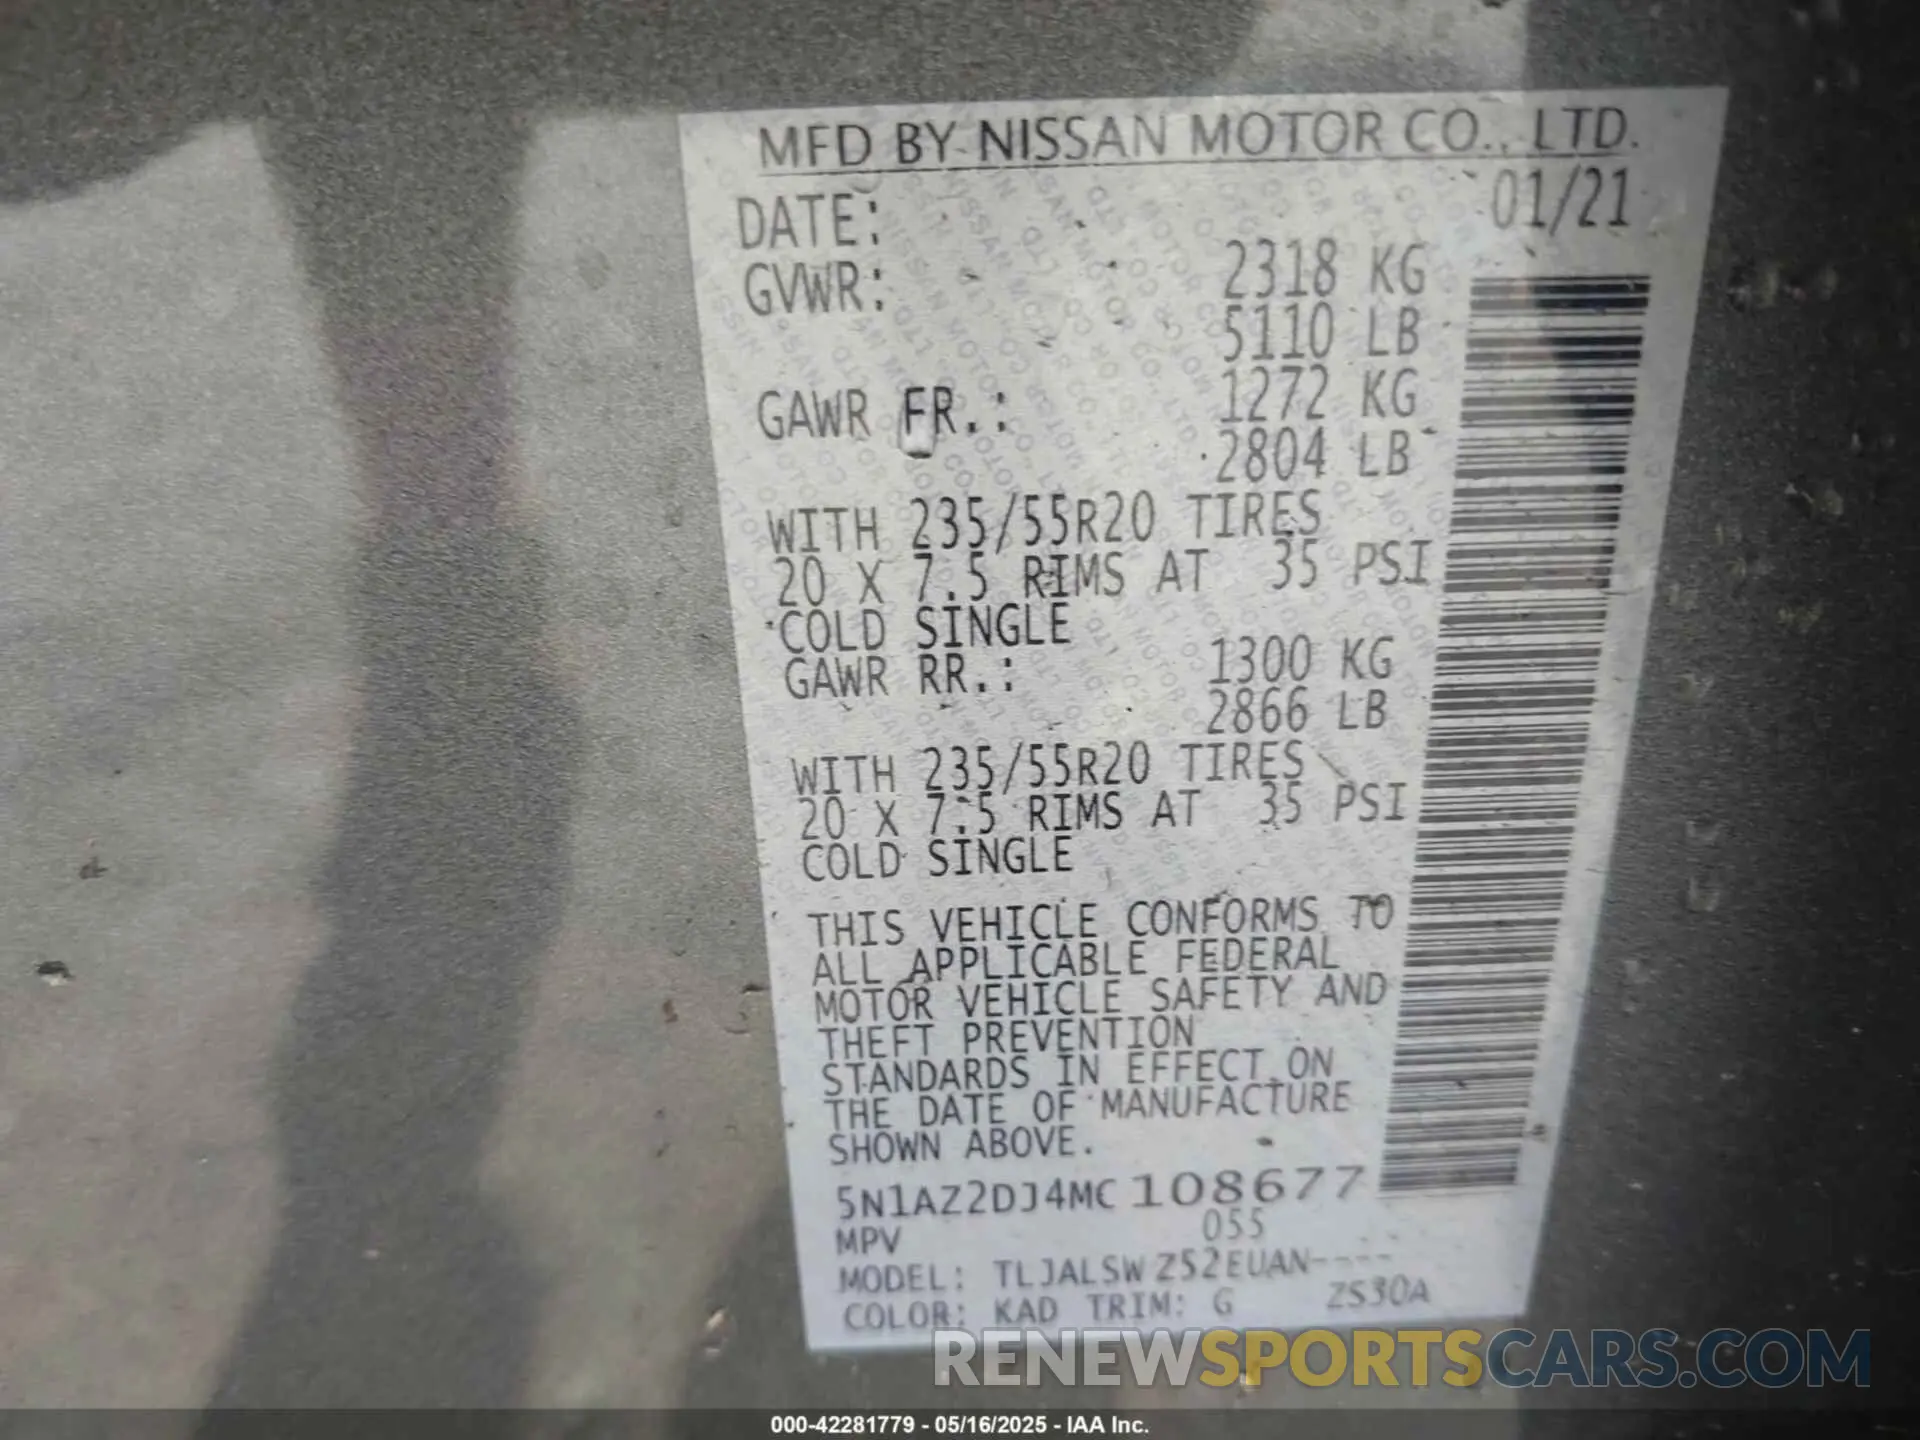 MFD BY NISSAN MOTOR CO., LTD.
DATE: 01/21
GVWR: 2318 KG
5110 LB
GAWR FR.: 1272 KG
2804 LB
WITH 235/55R20 TIRES
20 X 7.5 RIMS AT 35 PSI
COLD SINGLE
GAWR RR.: 1300 KG
2866 LB
WITH 235/55R20 TIRES
20 X 7.5 RIMS AT 35 PSI
COLD SINGLE
THIS VEHICLE CONFORMS TO
ALL APPLICABLE FEDERAL
MOTOR VEHICLE SAFETY AND
THEFT PREVENTION
STANDARDS IN EFFECT ON
THE DATE OF MANUFACTURE
SHOWN ABOVE.
5N1AZ2DJ4MC108677
MPV 055
MODEL: TLJALSWZ52EUAN----
COLOR: KAD TRIM: G ZS30A
RENEWSPORTSCARS.COM
000-42281779 - 05/16/2025 - IAA Inc.